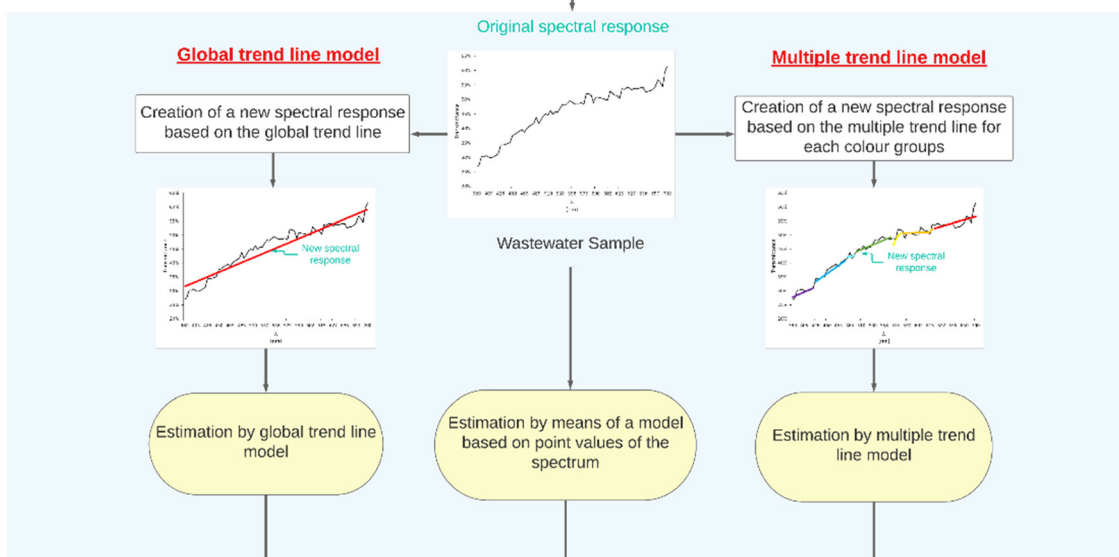 Original spectral response
Global trend line model
Multiple trend line model
Creation of a new spectral response
based on the global trend line
Creation of a new spectral response
based on the multiple trend line for
each colour groups
New spectral
response
New spectral
response
Wastewater Sample
Estimation by global trend line
model
Estimation by means of a model
based on point values of the
spectrum
Estimation by multiple trend
line model